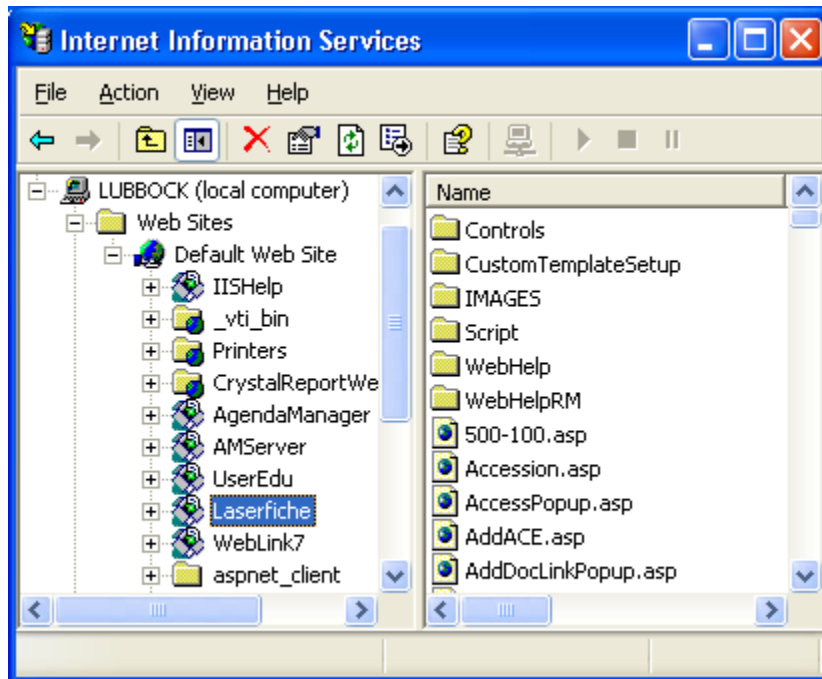 Internet Information Services
File Action View Help
LUBBOCK (local computer)
Web Sites
Default Web Site
IISHelp
_vti_bin
Printers
CrystalReportWe
AgendaManager
AMServer
UserEdu
Laserfiche
WebLink7
aspnet_client
Name
Controls
CustomTemplateSetup
IMAGES
Script
WebHelp
WebHelpRM
500-100.asp
Accession.asp
AccessPopup.asp
AddACE.asp
AddDocLinkPopup.asp